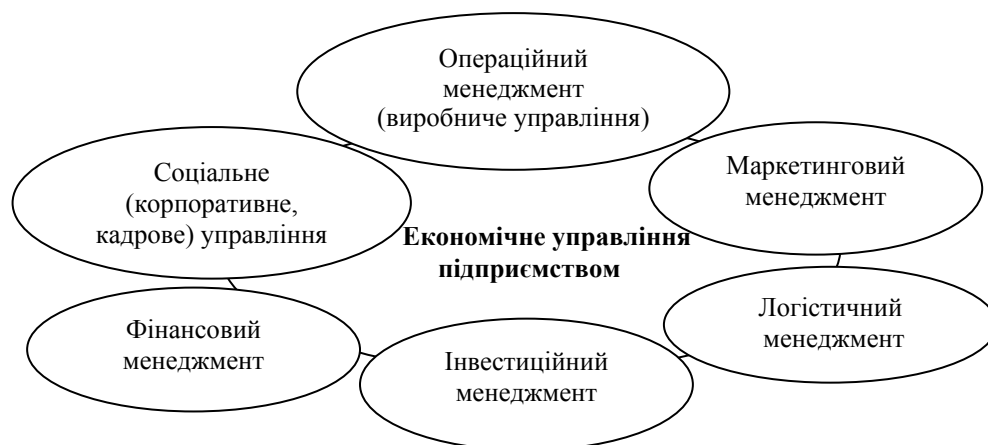 Операційний
менеджмент
(виробниче управління)
Соціальне
(корпоративне,
кадрове) управління
Маркетинговий
менеджмент
Економічне управління
підприємством
Фінансовий
менеджмент
Інвестиційний
менеджмент
Логістичний
менеджмент